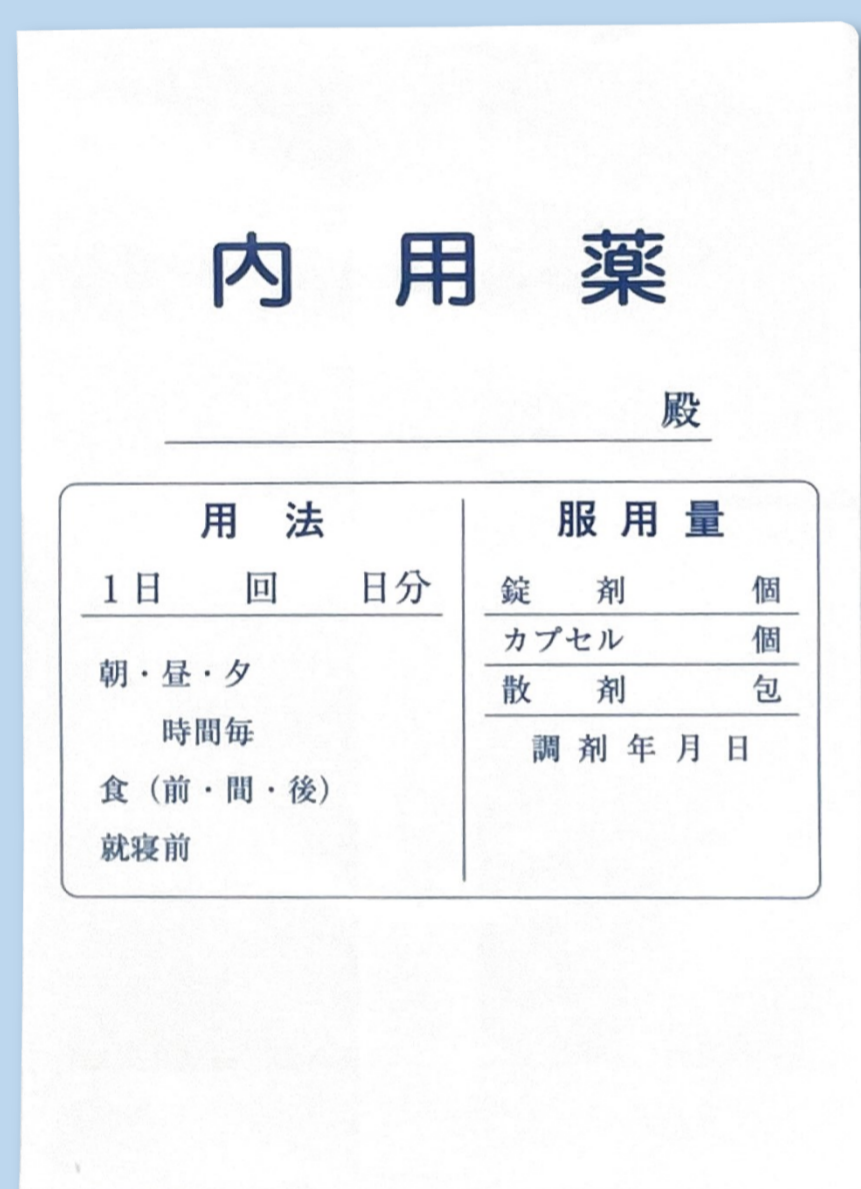 内用薬
殿
用法
1日 回 日分
朝・昼・夕
時間毎
食(前・間・後)
就寝前
服用量
錠剤 個
カプセル 個
散剤 包
調剤年月日